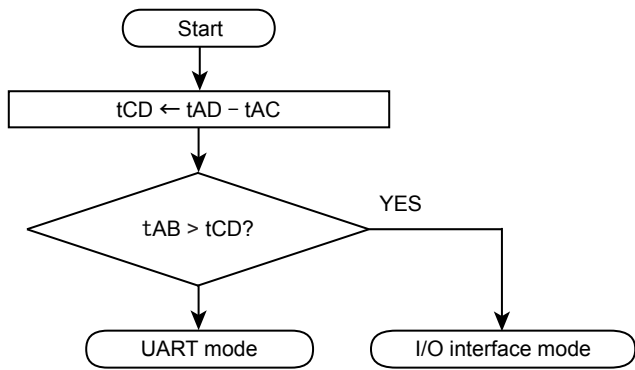 Start
tCD ← tAD − tAC
YES
tAB > tCD?
UART mode
I/O interface mode